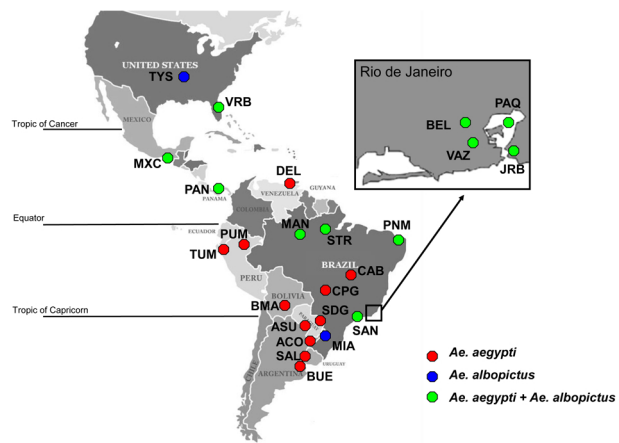 UNITED STATES
TYS
VRB
Rio de Janeiro
PAQ
BEL
VAZ
JRB
Tropic of Cancer
MEXICO
MXC
PAN
PANAMA
DEL
VENEZUELA
GUYANA
COLOMBIA
Equator
ECUADOR
MAN
STR
PNM
PUM
TUM
PERU
BRAZIL
CAB
CPG
BOLIVIA
BMA
Tropic of Capricorn
SDG
SAN
ASU
ACO
MIA
SAL
URUGUAY
BUE
ARGENTINA
CHILE
Ae. aegypti
Ae. albopictus
Ae. aegypti + Ae. albopictus